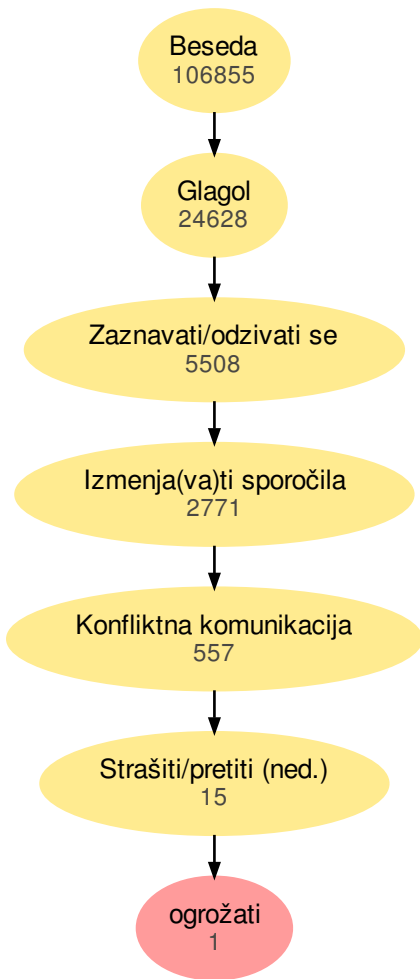 Beseda
106855
Glagol
24628
Zaznavati/odzivati se
5508
Izmenja(va)ti sporočila
2771
Konfliktna komunikacija
557
Strašiti/pretiti (ned.)
15
ogrožati
1